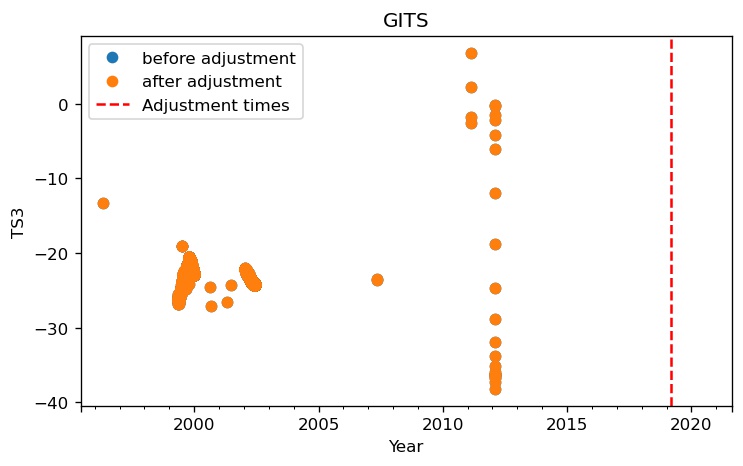 GITS
before adjustment
after adjustment
Adjustment times
TS3
0
−10
−20
−30
−40
2000
2005
2010
2015
2020
Year